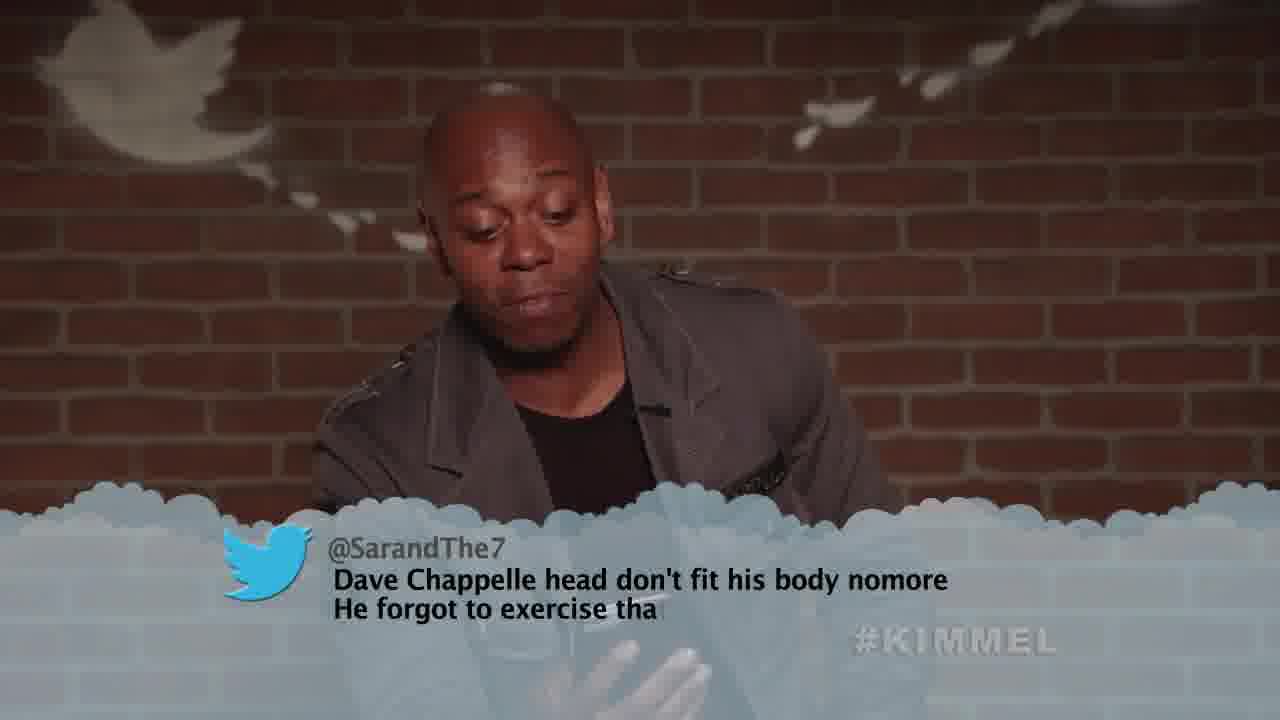 @SarandThe7
Dave Chappelle head don't fit his body nomore
He forgot to exercise tha
#KIMMEL